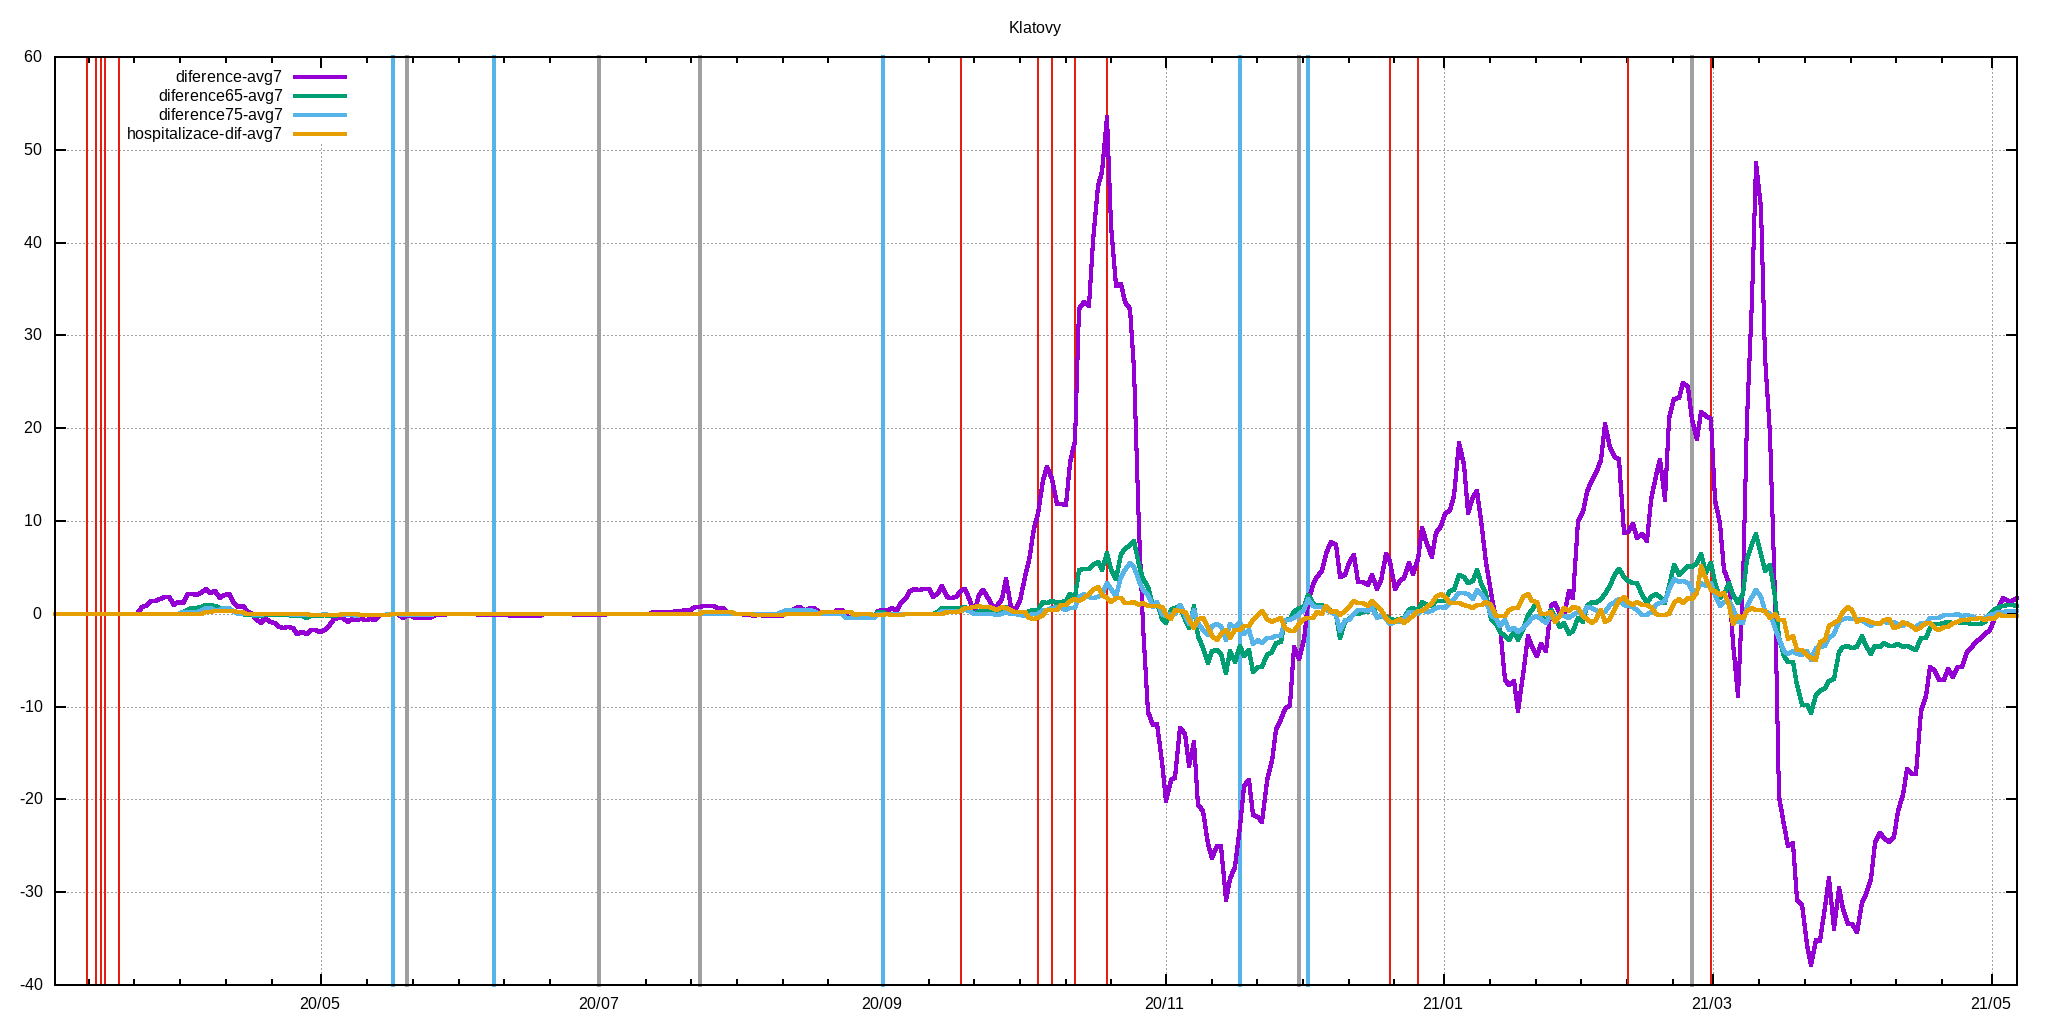 Klatovy
60
diference-avg7
diference65-avg7
diference75-avg7
hospitalizace-dif-avg7
50
40
30
20
10
0
-10
-20
-30
-40
20/05 20/07 20/09 20/11 21/01 21/03 21/05